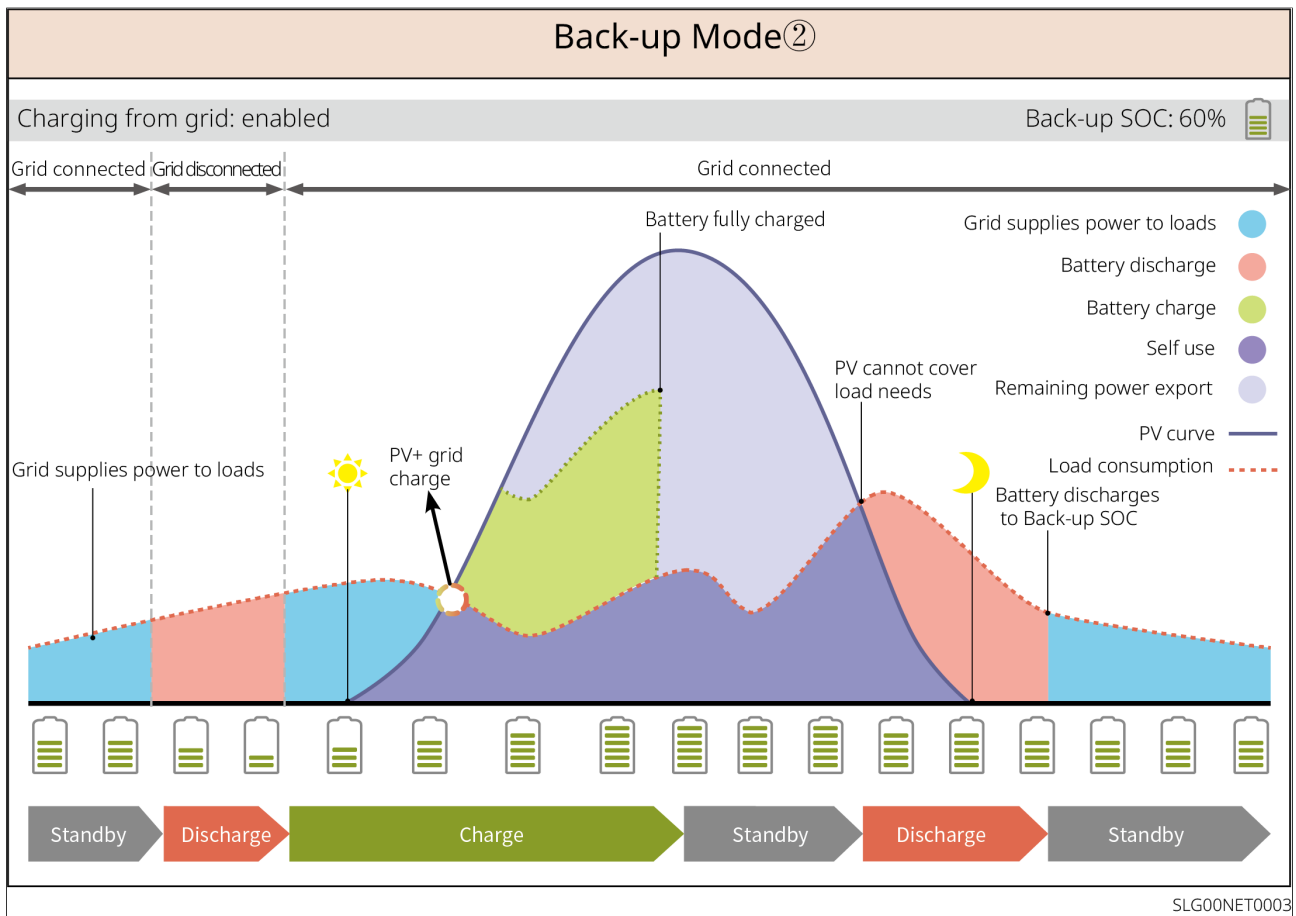 Back-up Mode②
Charging from grid: enabled
Back-up SOC: 60%
Grid connected
Grid disconnected
Grid connected
Battery fully charged
Grid supplies power to loads
Battery discharge
Battery charge
Self use
Remaining power export
PV curve
Load consumption
PV cannot cover
load needs
PV+ grid
charge
Grid supplies power to loads
Battery discharges
to Back-up SOC
Standby
Discharge
Charge
Standby
Discharge
Standby
SLG00NET0003